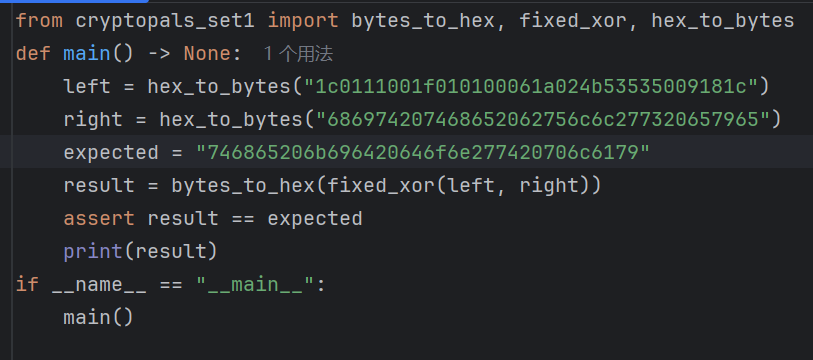 from cryptopals_set1 import bytes_to_hex, fixed_xor, hex_to_bytes
def main() -> None: 1 个用法
    left = hex_to_bytes("1c0111001f010100061a024b53535009181c")
    right = hex_to_bytes("686974207468652062756c6c277320657965")
    expected = "746865206b696420646f6e277420706c6179"
    result = bytes_to_hex(fixed_xor(left, right))
    assert result == expected
    print(result)
if __name__ == "__main__":
    main()